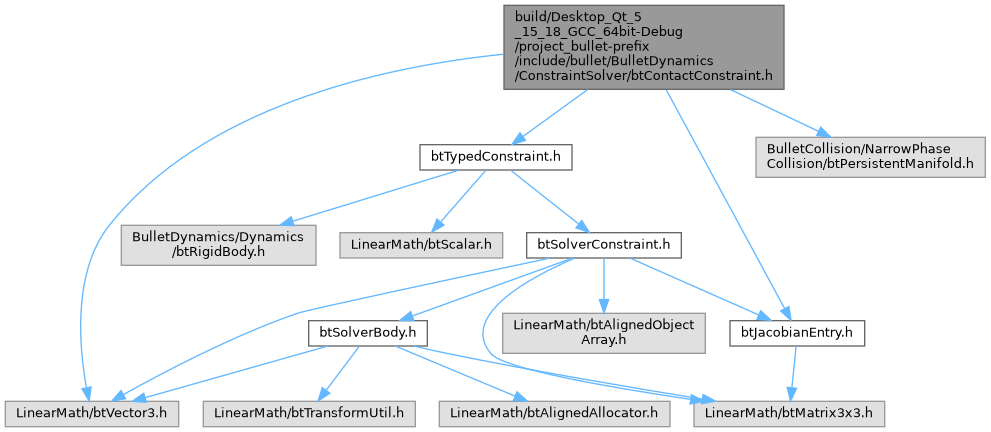 build/Desktop_Qt_5
_15_18_GCC_64bit-Debug
/project_bullet-prefix
/include/bullet/BulletDynamics
/ConstraintSolver/btContactConstraint.h
btTypedConstraint.h
BulletCollision/NarrowPhase
Collision/btPersistentManifold.h
BulletDynamics/Dynamics
/btRigidBody.h
LinearMath/btScalar.h
btSolverConstraint.h
btSolverBody.h
LinearMath/btAlignedObject
Array.h
btJacobianEntry.h
LinearMath/btVector3.h
LinearMath/btTransformUtil.h
LinearMath/btAlignedAllocator.h
LinearMath/btMatrix3x3.h